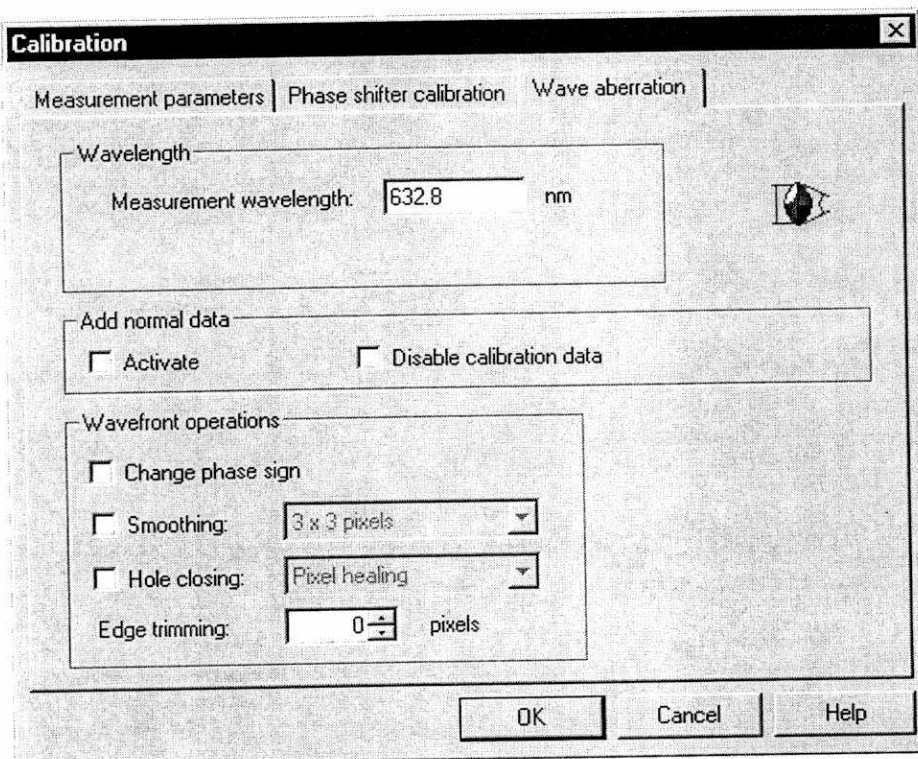 Calibration
Measurement parameters Phase shifter calibration Wave aberration
Wavelength
Measurement wavelength: 632.8 nm
Add normal data
Activate Disable calibration data
Wavefront operations
Change phase sign
Smoothing: 3 x 3 pixels
Hole closing: Pixel healing
Edge trimming: 0 pixels
OK Cancel Help